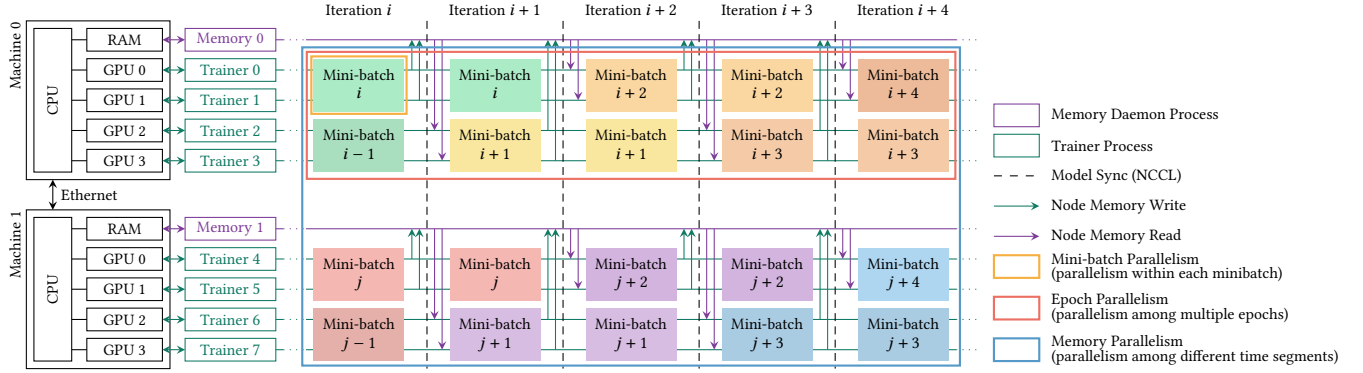 Iteration i
Iteration i + 1
Iteration i + 2
Iteration i + 3
Iteration i + 4
Machine 0
CPU
RAM
GPU 0
GPU 1
GPU 2
GPU 3
Memory 0
Trainer 0
Trainer 1
Trainer 2
Trainer 3
Mini-batch
i
Mini-batch
i
Mini-batch
i + 2
Mini-batch
i + 2
Mini-batch
i + 4
Mini-batch
i − 1
Mini-batch
i + 1
Mini-batch
i + 1
Mini-batch
i + 3
Mini-batch
i + 3
Ethernet
Machine 1
CPU
RAM
GPU 0
GPU 1
GPU 2
GPU 3
Memory 1
Trainer 4
Trainer 5
Trainer 6
Trainer 7
Mini-batch
j
Mini-batch
j
Mini-batch
j + 2
Mini-batch
j + 2
Mini-batch
j + 4
Mini-batch
j − 1
Mini-batch
j + 1
Mini-batch
j + 1
Mini-batch
j + 3
Mini-batch
j + 3
Memory Daemon Process
Trainer Process
Model Sync (NCCL)
Node Memory Write
Node Memory Read
Mini-batch Parallelism
(parallelism within each minibatch)
Epoch Parallelism
(parallelism among multiple epochs)
Memory Parallelism
(parallelism among different time segments)